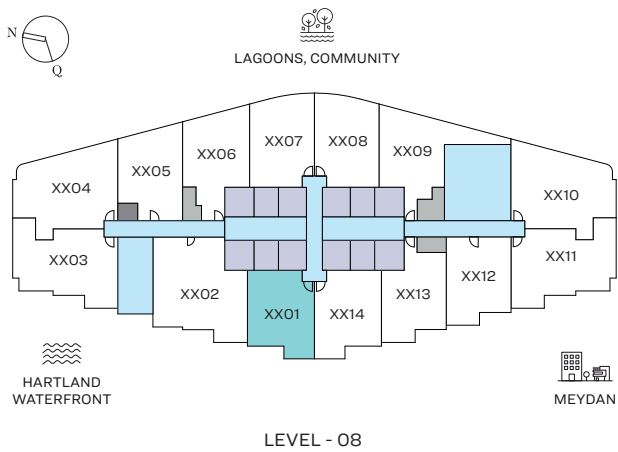 N
Q
LAGOONS, COMMUNITY
XX07
XX08
XX06
XX09
XX05
XX04
XX10
XX03
XX11
XX02
XX12
XX13
XX01
XX14
HARTLAND
WATERFRONT
MEYDAN
LEVEL - 08